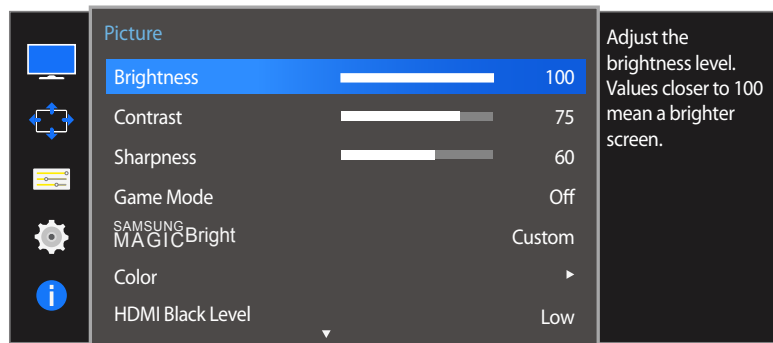 Picture
Brightness 100
Contrast 75
Sharpness 60
Game Mode Off
SAMSUNG
MAGICBright Custom
Color
HDMI Black Level Low
Adjust the
brightness level.
Values closer to 100
mean a brighter
screen.
i